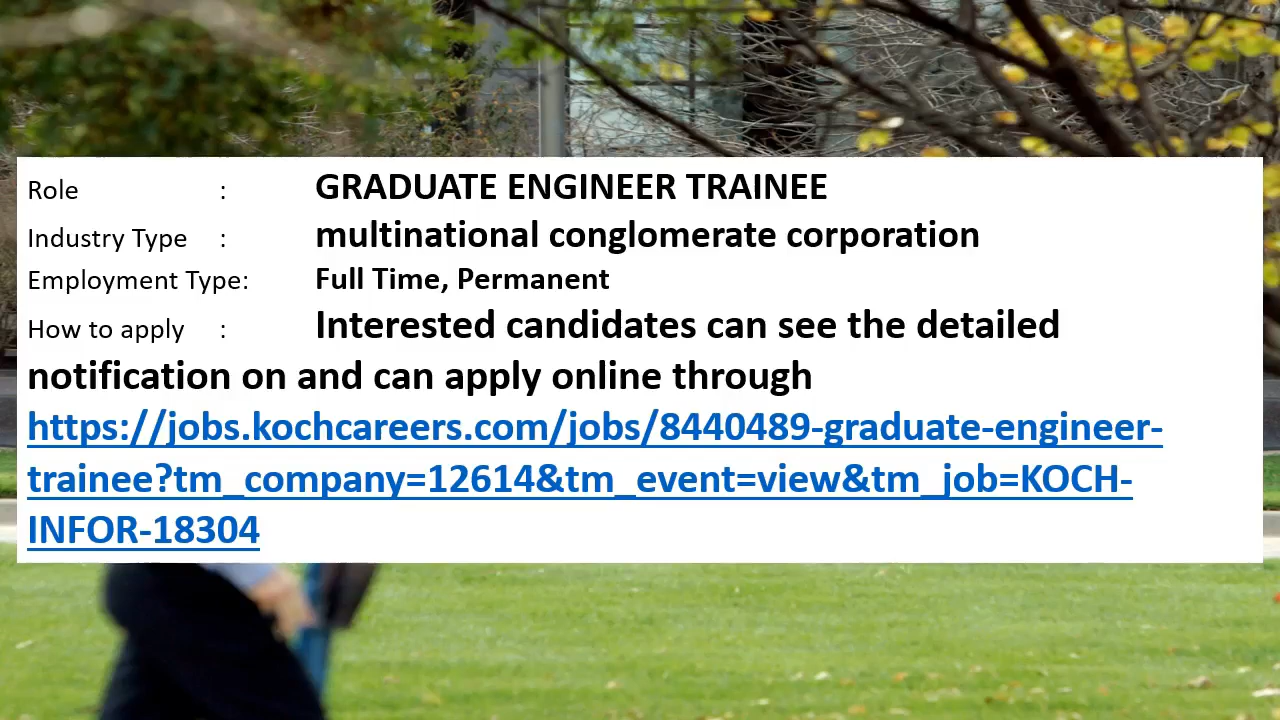 Role : GRADUATE ENGINEER TRAINEE
Industry Type : multinational conglomerate corporation
Employment Type: Full Time, Permanent
How to apply : Interested candidates can see the detailed
notification on and can apply online through
https://jobs.kochcareers.com/jobs/8440489-graduate-engineer-
trainee?tm_company=12614&tm_event=view&tm_job=KOCH-
INFOR-18304